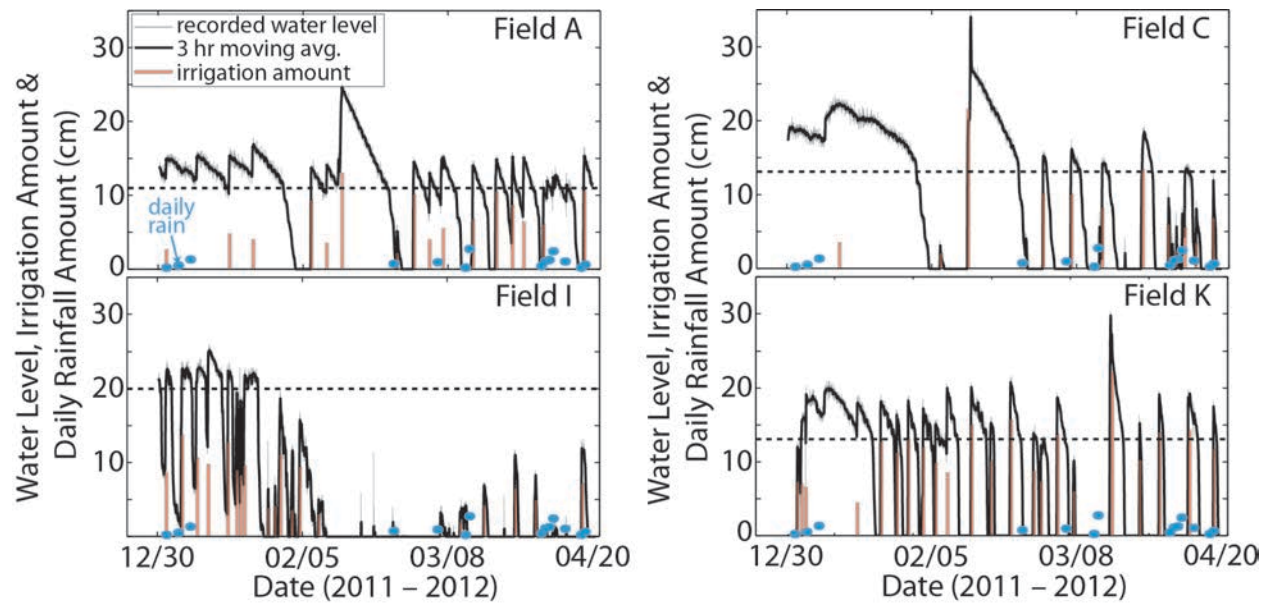 recorded water level
3 hr moving avg.
irrigation amount
Field A
30
20
10
0
daily
rain
Field C
30
20
10
0
Field I
30
20
10
0
12/30
02/05
03/08
04/20
Date (2011 – 2012)
Field K
30
20
10
0
12/30
02/05
03/08
04/20
Date (2011 – 2012)
Water Level, Irrigation Amount &
Daily Rainfall Amount (cm)
Water Level, Irrigation Amount &
Daily Rainfall Amount (cm)